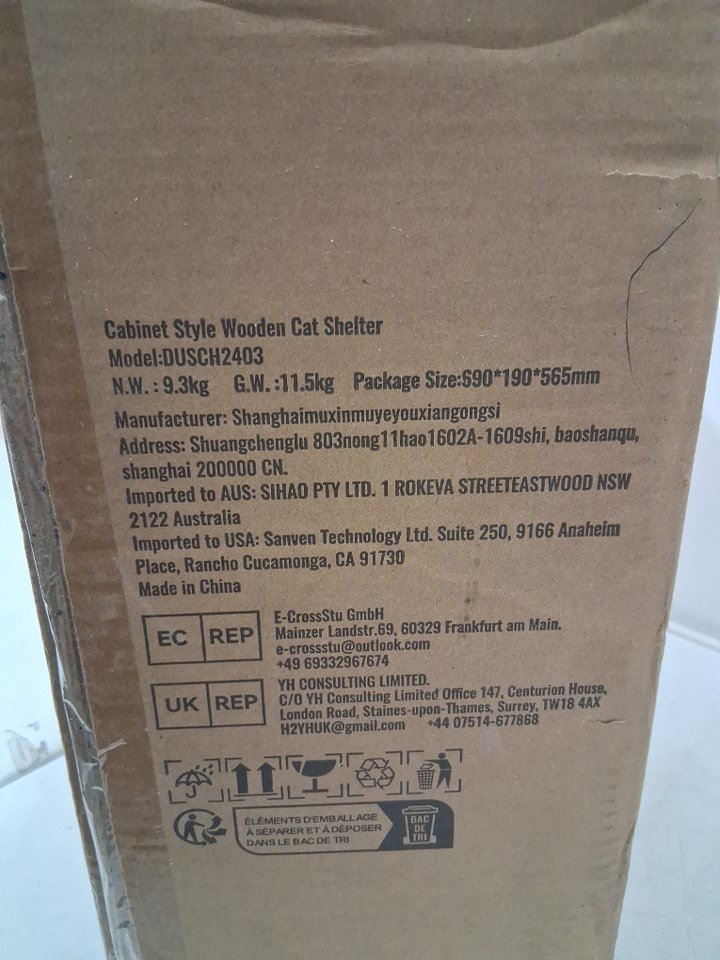 Cabinet Style Wooden Cat Shelter
Model:DUSCH2403
N.W. : 9.3kg G.W. :11.5kg Package Size:690*190*565mm
Manufacturer: Shanghaimuxinmuyeyouxiangongsi
Address: Shuangchenglu 803nong11hao1602A-1609shi, baoshanqu,
shanghai 200000 CN.
Imported to AUS: SIHAO PTY LTD. 1 ROKEVA STREETEASTWOOD NSW
2122 Australia
Imported to USA: Sanven Technology Ltd. Suite 250, 9166 Anaheim
Place, Rancho Cucamonga, CA 91730
Made in China
EC REP
E-CrossStu GmbH
Mainzer Landstr.69, 60329 Frankfurt am Main.
e-crossstu@outlook.com
+49 69332967674
UK REP
YH CONSULTING LIMITED.
C/O YH Consulting Limited Office 147, Centurion House,
London Road, Staines-upon-Thames, Surrey, TW18 4AX
H2YHUK@gmail.com +44 07514-677868
ÉLÉMENTS D'EMBALLAGE
À SÉPARER ET À DÉPOSER
DANS LE BAC DE TRI
BAC
DE
TRI